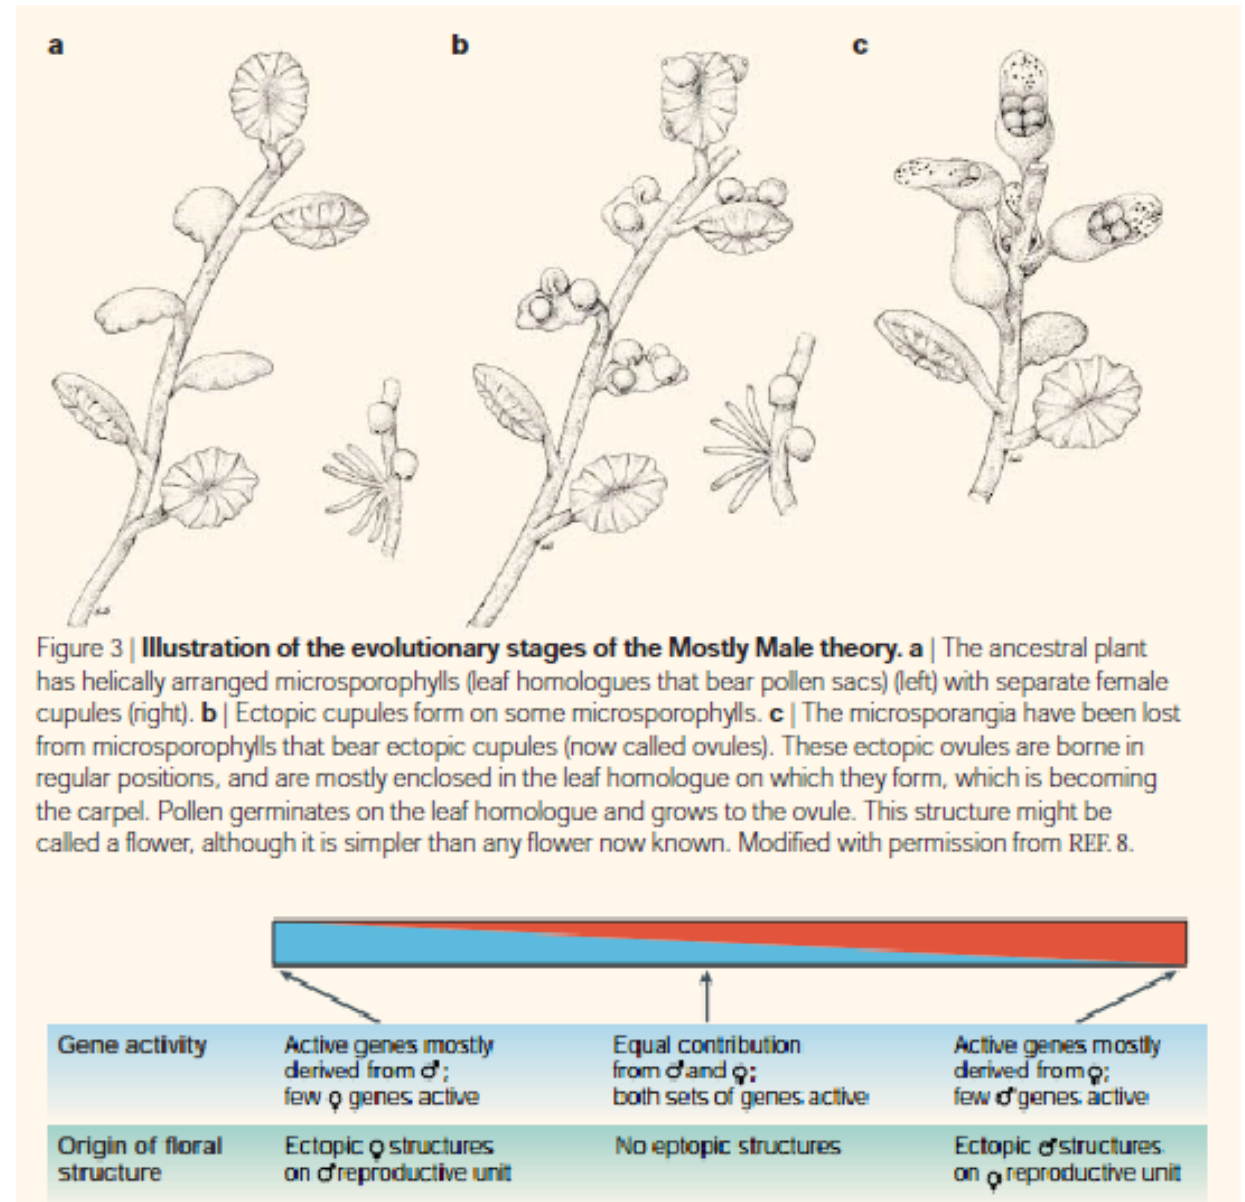 a
b
c
Figure 3 | Illustration of the evolutionary stages of the Mostly Male theory. a | The ancestral plant
has helically arranged microsporophylls (leaf homologues that bear pollen sacs) (left) with separate female
cupules (right). b | Ectopic cupules form on some microsporophylls. c | The microsporangia have been lost
from microsporophylls that bear ectopic cupules (now called ovules). These ectopic ovules are borne in
regular positions, and are mostly enclosed in the leaf homologue on which they form, which is becoming
the carpel. Pollen germinates on the leaf homologue and grows to the ovule. This structure might be
called a flower, although it is simpler than any flower now known. Modified with permission from REF. 8.
Gene activity
Active genes mostly
derived from ♂;
few ♀ genes active
Equal contribution
from ♂ and ♀;
both sets of genes active
Active genes mostly
derived from ♀;
few ♂ genes active
Origin of floral
structure
Ectopic ♀ structures
on ♂ reproductive unit
No eptopic structures
Ectopic ♂ structures
on ♀ reproductive unit